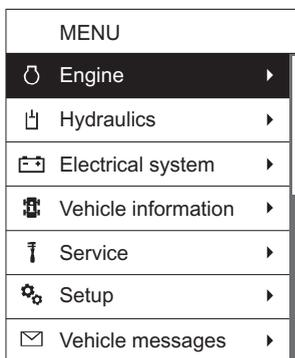 MENU
Engine
Hydraulics
Electrical system
Vehicle information
Service
Setup
Vehicle messages